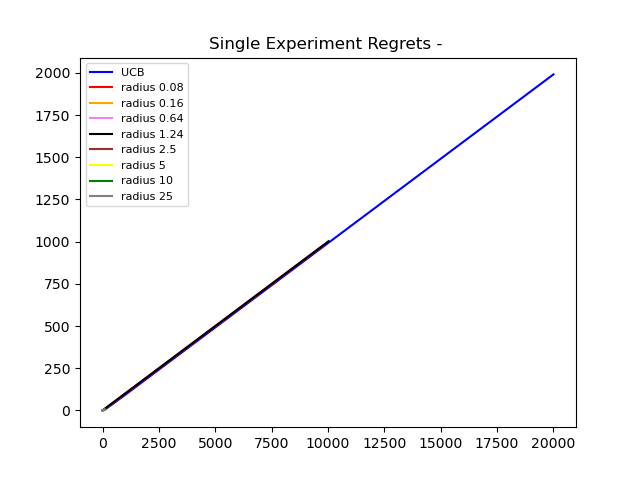 Single Experiment Regrets -
UCB
radius 0.08
radius 0.16
radius 0.64
radius 1.24
radius 2.5
radius 5
radius 10
radius 25
2000
1750
1500
1250
1000
750
500
250
0
0 2500 5000 7500 10000 12500 15000 17500 20000